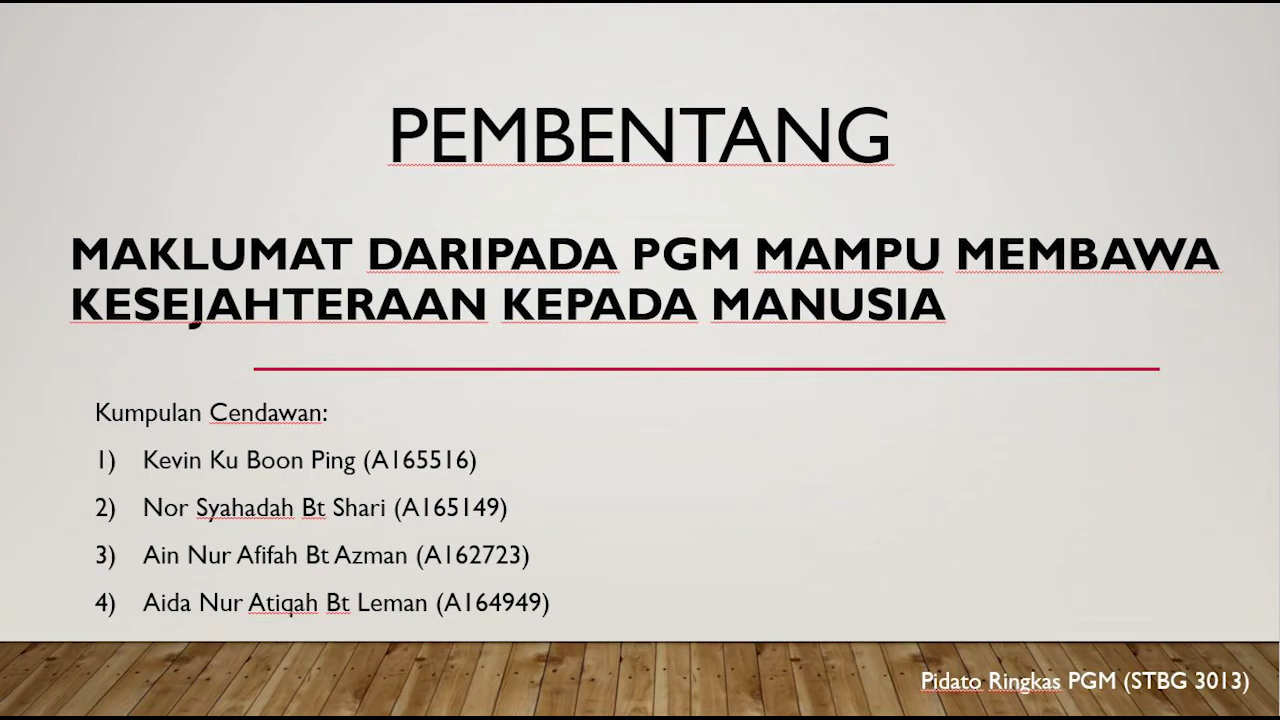 PEMBENTANG
MAKLUMAT DARIPADA PGM MAMPU MEMBAWA
KESEJAHTERAAN KEPADA MANUSIA
Kumpulan Cendawan:
1) Kevin Ku Boon Ping (A165516)
2) Nor Syahadah Bt Shari (A165149)
3) Ain Nur Afifah Bt Azman (A162723)
4) Aida Nur Atiqah Bt Leman (A164949)
Pidato Ringkas PGM (STBG 3013)